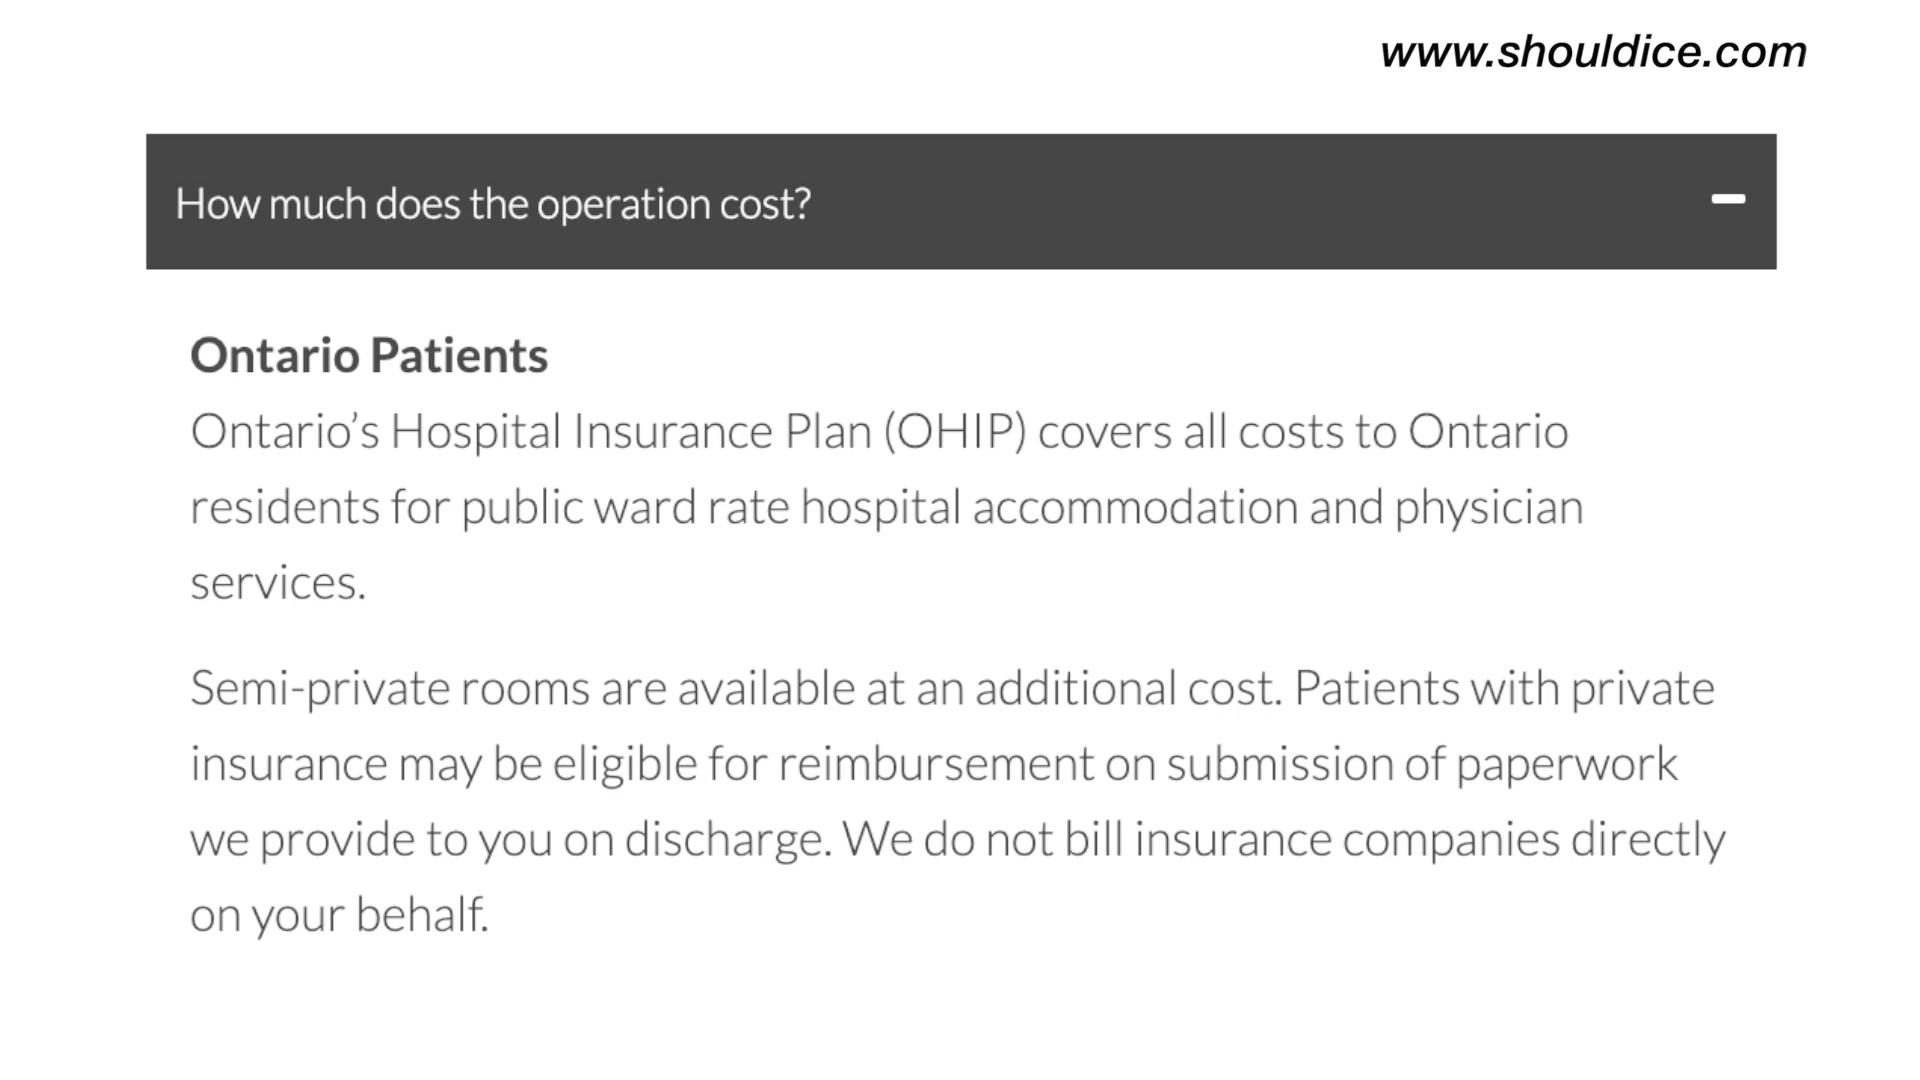 www.shouldice.com
How much does the operation cost?
Ontario Patients
Ontario’s Hospital Insurance Plan (OHIP) covers all costs to Ontario
residents for public ward rate hospital accommodation and physician
services.
Semi-private rooms are available at an additional cost. Patients with private
insurance may be eligible for reimbursement on submission of paperwork
we provide to you on discharge. We do not bill insurance companies directly
on your behalf.